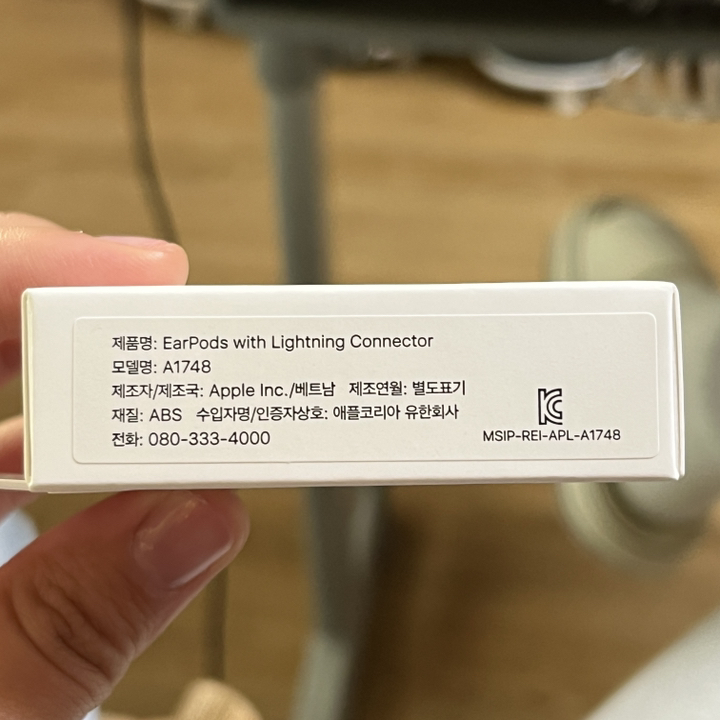 제품명: EarPods with Lightning Connector
모델명: A1748
제조자/제조국: Apple Inc./베트남 제조연월: 별도표기
재질: ABS 수입자명/인증자상호: 애플코리아 유한회사
전화: 080-333-4000
KC
MSIP-REI-APL-A1748